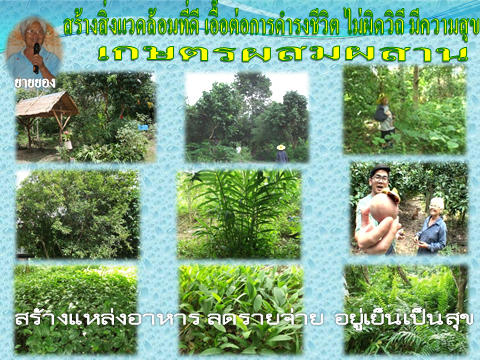 สร้างสิ่งแวดล้อมที่ดี เอื้อต่อการดำรงชีวิต ไม่ผิดวิถี มีความสุข
เกษตรผสมผสาน
ยายยอง
สร้างแหล่งอาหาร ลดรายจ่าย อยู่เย็นเป็นสุข